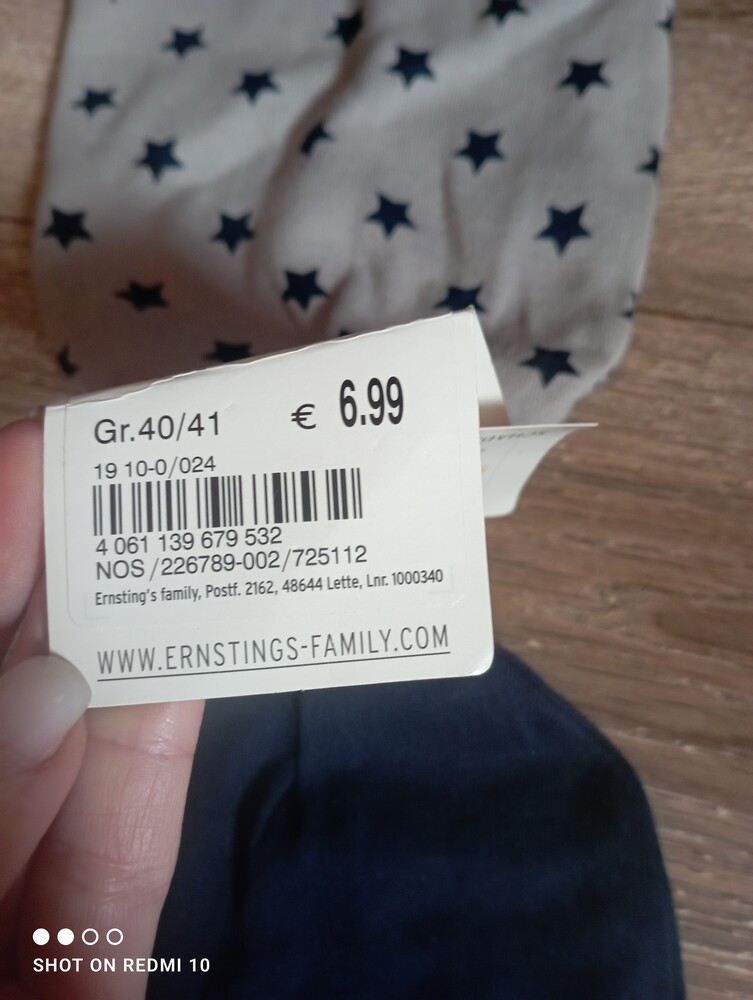 Gr.40/41 € 6.99
19 10-0/024
4 061 139 679 532
NOS /226789-002/725112
Ernsting's family, Postf. 2162, 48644 Lette, Lnr. 1000340
WWW.ERNSTINGS-FAMILY.COM
SHOT ON REDMI 10